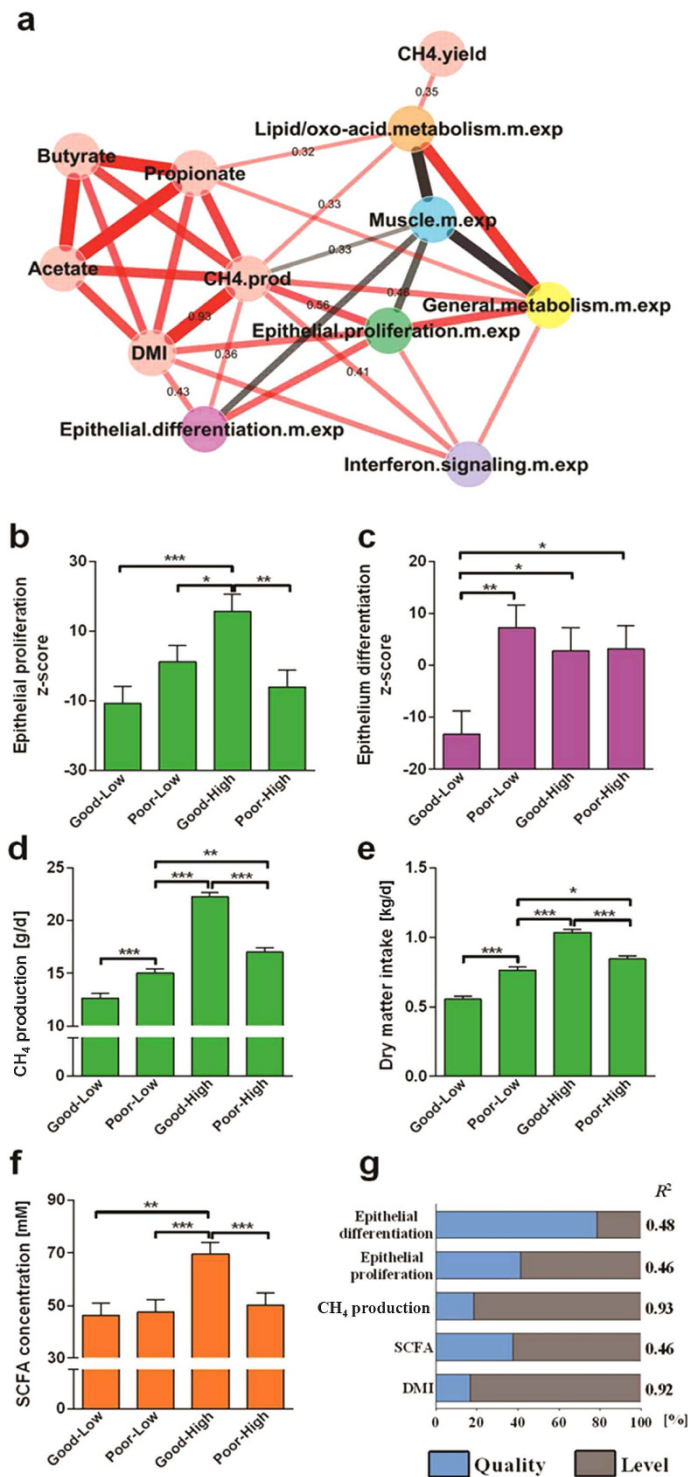 a
CH4.yield
0.35
Lipid/oxo-acid.metabolism.m.exp
Butyrate
0.32
Propionate
0.33
Muscle.m.exp
0.33
Acetate
CH4.prod
0.46
General.metabolism.m.exp
0.56
0.93
Epithelial.proliferation.m.exp
DMI
0.36
0.41
0.43
Epithelial.differentiation.m.exp
Interferon.signaling.m.exp
b
Epithelial proliferation
z-score
30
10
-10
-30
***
*
**
Good-Low
Poor-Low
Good-High
Poor-High
c
Epithelium differentiation
z-score
20
10
0
-10
-20
*
*
**
Good-Low
Poor-Low
Good-High
Poor-High
d
CH4 production [g/d]
25
20
15
10
0
**
***
***
***
Good-Low
Poor-Low
Good-High
Poor-High
e
Dry matter intake [kg/d]
1.5
1.0
0.5
0.0
*
***
***
***
Good-Low
Poor-Low
Good-High
Poor-High
f
SCFA concentration [mM]
90
70
50
30
0
**
***
***
Good-Low
Poor-Low
Good-High
Poor-High
g
R²
Epithelial
differentiation
0.48
Epithelial
proliferation
0.46
CH4 production
0.93
SCFA
0.46
DMI
0.92
0 20 40 60 80 100
[%]
Quality
Level